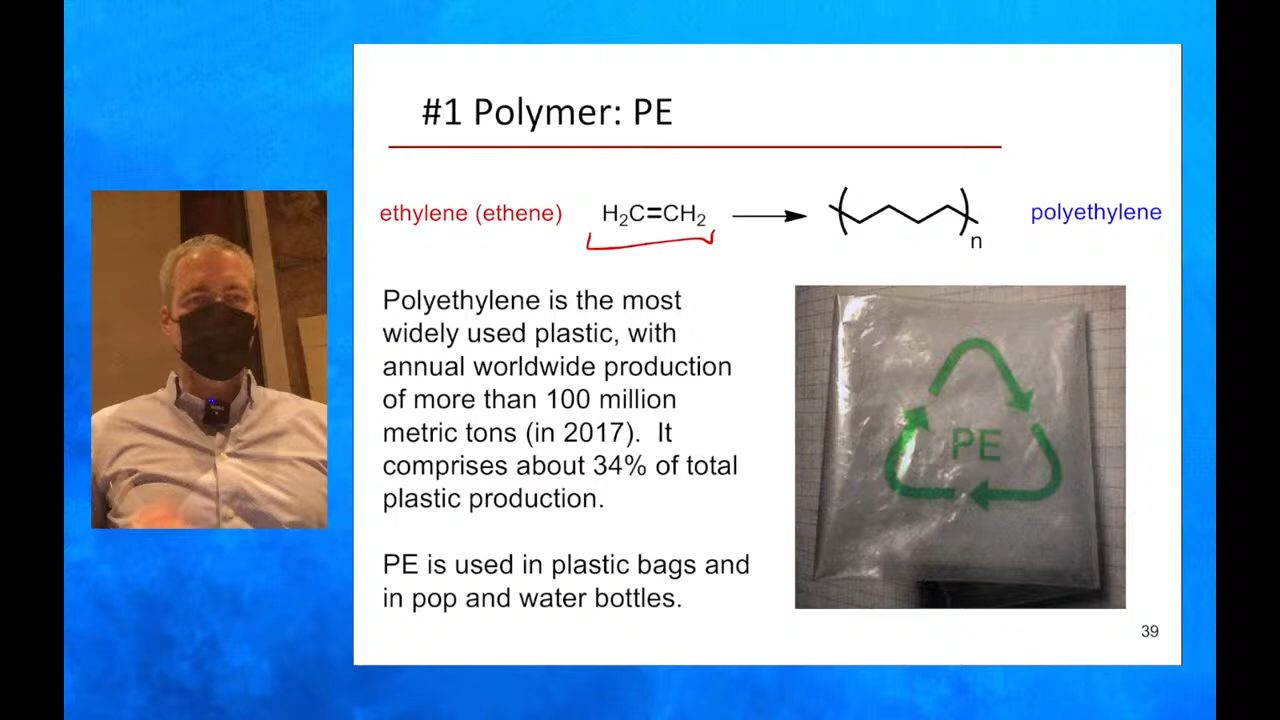 #1 Polymer: PE
ethylene (ethene) H₂C=CH₂ n polyethylene
Polyethylene is the most
widely used plastic, with
annual worldwide production
of more than 100 million
metric tons (in 2017). It
comprises about 34% of total
plastic production.
PE is used in plastic bags and
in pop and water bottles.
PE
39